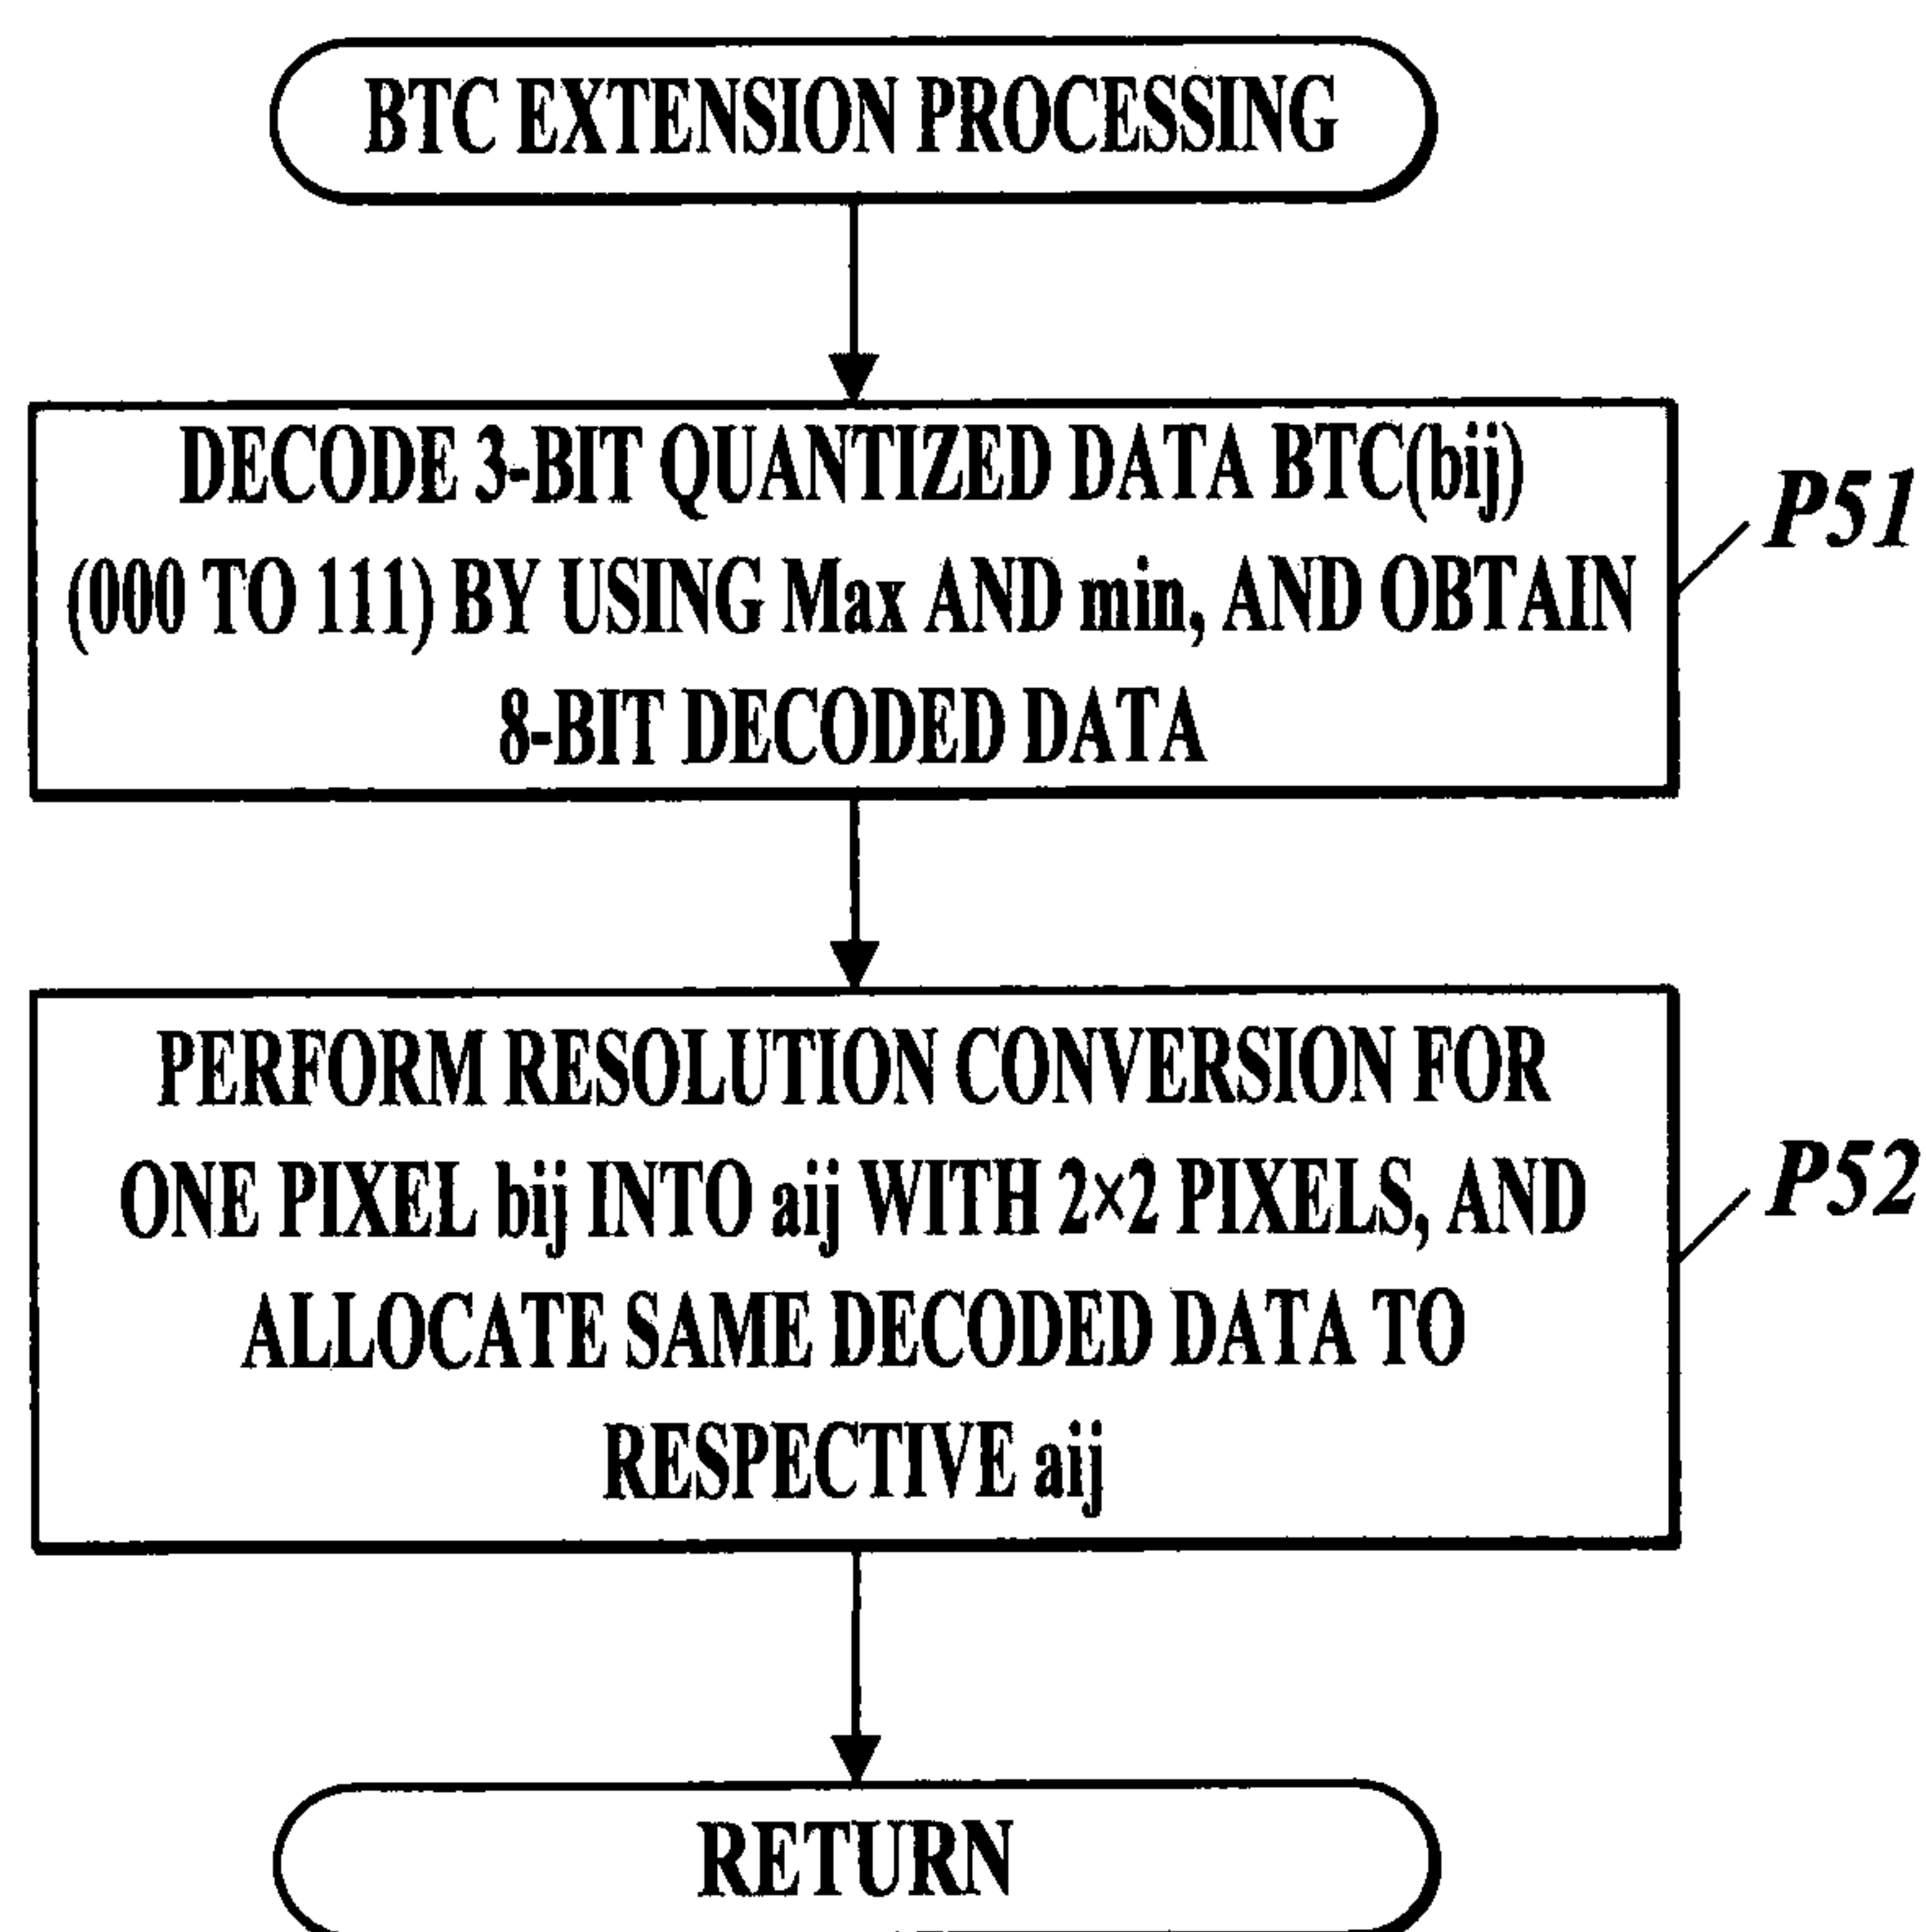 BTC EXTENSION PROCESSING
DECODE 3-BIT QUANTIZED DATA BTC(bij)
(000 TO 111) BY USING Max AND min, AND OBTAIN
8-BIT DECODED DATA
P51
PERFORM RESOLUTION CONVERSION FOR
ONE PIXEL bij INTO aij WITH 2×2 PIXELS, AND
ALLOCATE SAME DECODED DATA TO
RESPECTIVE aij
P52
RETURN